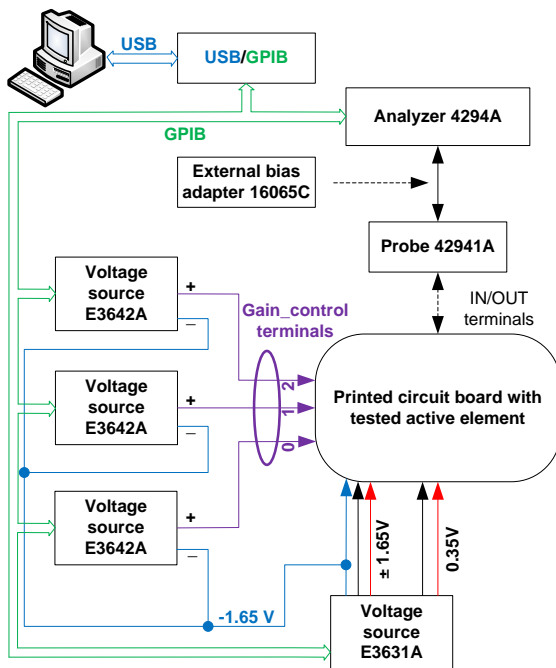 USB
USB/GPIB
GPIB
Analyzer 4294A
External bias
adapter 16065C
Probe 42941A
IN/OUT
terminals
Voltage
source
E3642A
+
_
Gain_control
terminals
2
1
0
Printed circuit board with
tested active element
Voltage
source
E3642A
+
_
Voltage
source
E3642A
+
_
-1.65 V
± 1.65V
0.35V
Voltage
source
E3631A